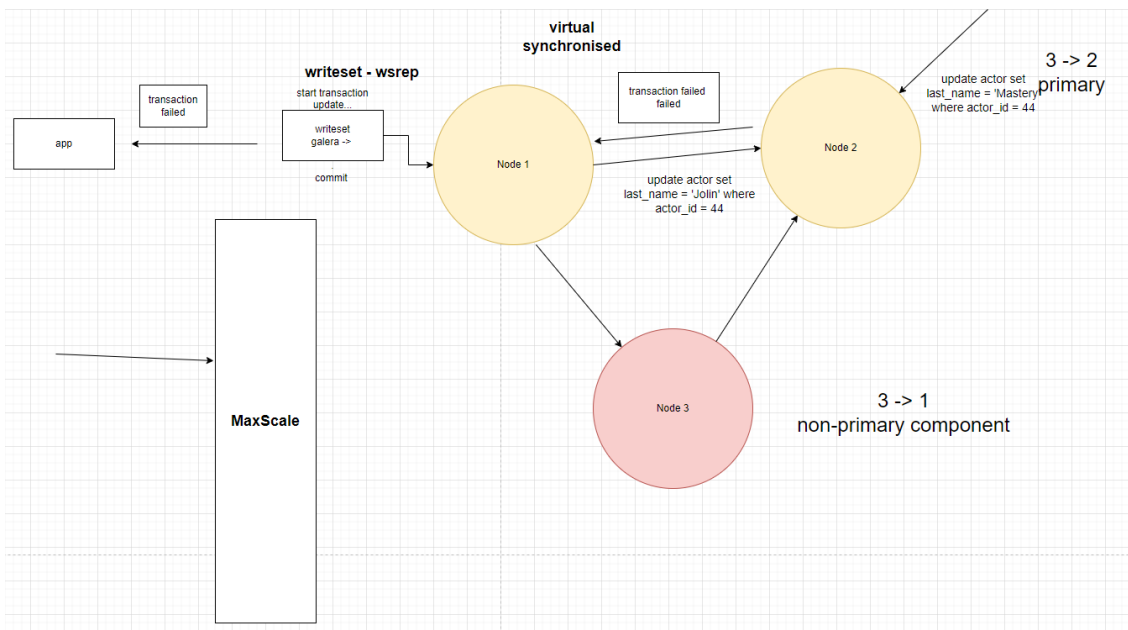 virtual
synchronised
3 -> 2
primary
writeset - wsrep
start transaction
update...
transaction
failed
transaction failed
failed
update actor set
last_name = 'Mastery'
where actor_id = 44
app
writeset
galera ->
Node 1
Node 2
commit
update actor set
last_name = 'Jolin' where
actor_id = 44
MaxScale
Node 3
3 -> 1
non-primary component